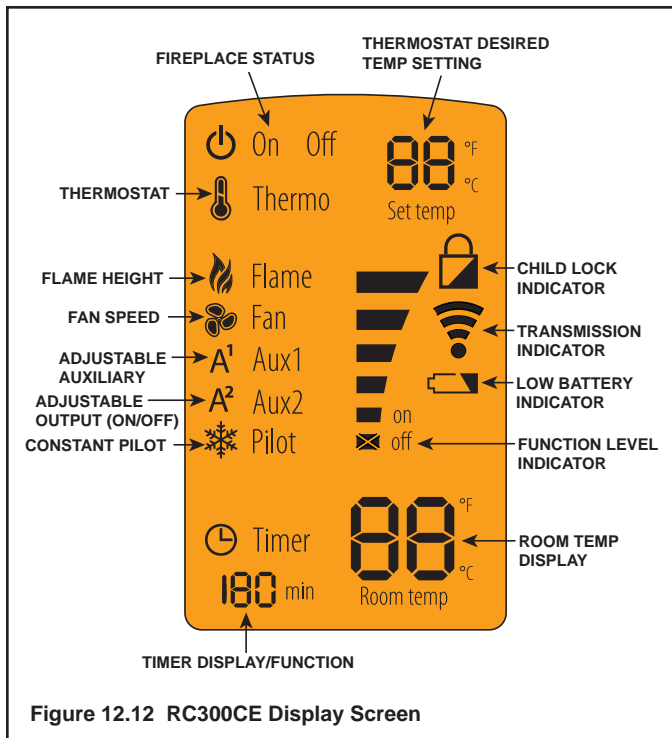 FIREPLACE STATUS
THERMOSTAT DESIRED
TEMP SETTING
On Off
88 °F
°C
Set temp
THERMOSTAT
Thermo
FLAME HEIGHT
Flame
CHILD LOCK
INDICATOR
FAN SPEED
Fan
TRANSMISSION
INDICATOR
ADJUSTABLE
AUXILIARY
A¹ Aux1
LOW BATTERY
INDICATOR
ADJUSTABLE
OUTPUT (ON/OFF)
A² Aux2
on
CONSTANT PILOT
Pilot
off
FUNCTION LEVEL
INDICATOR
Timer
180 min
88 °F
°C
Room temp
ROOM TEMP
DISPLAY
TIMER DISPLAY/FUNCTION
Figure 12.12 RC300CE Display Screen